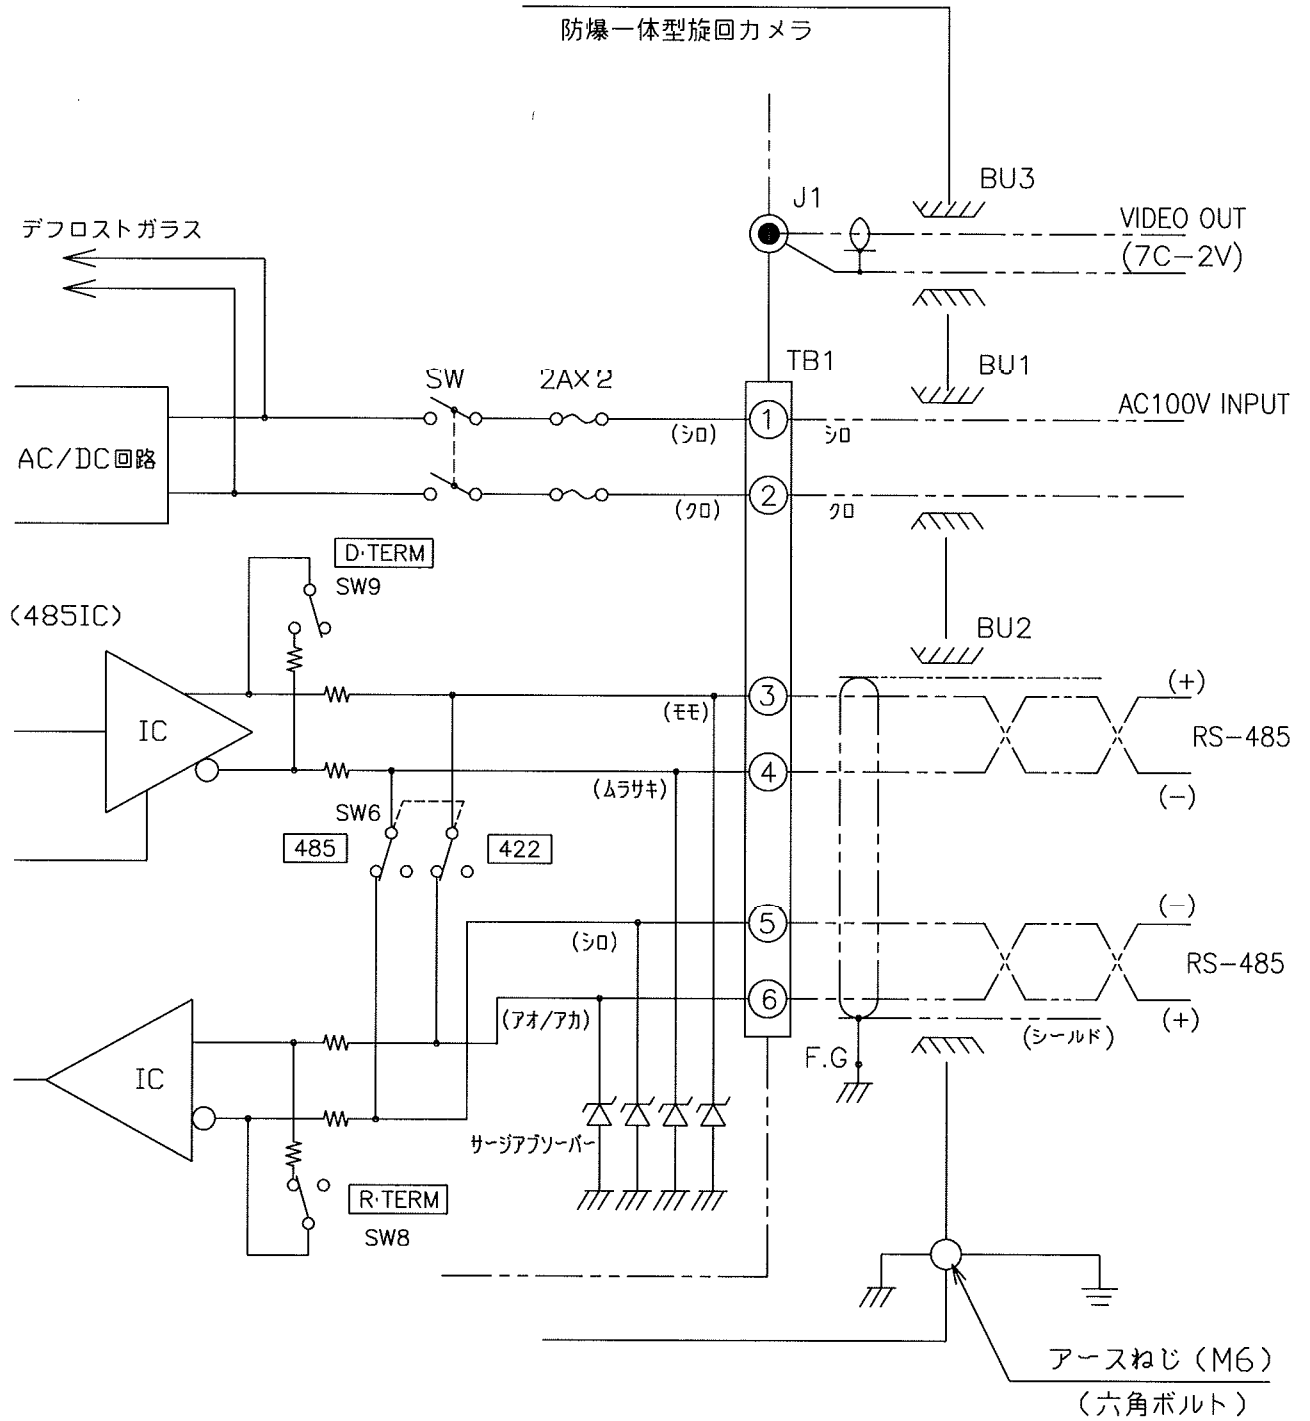 防爆一体型旋回カメラ
BU3
J1
VIDEO OUT
(7C-2V)
デフロストガラス
TB1
BU1
SW
2AX2
AC100V INPUT
(シロ)
1
シロ
AC/DC回路
(クロ)
2
クロ
D·TERM
SW9
(485IC)
BU2
IC
(モモ)
3
(+)
RS-485
(ムラサキ)
4
(-)
SW6
485
422
(シロ)
5
(-)
RS-485
(アオ/アカ)
6
(+)
(シールド)
F.G
IC
サージアブソーバー
R·TERM
SW8
アースねじ(M6)
(六角ボルト)